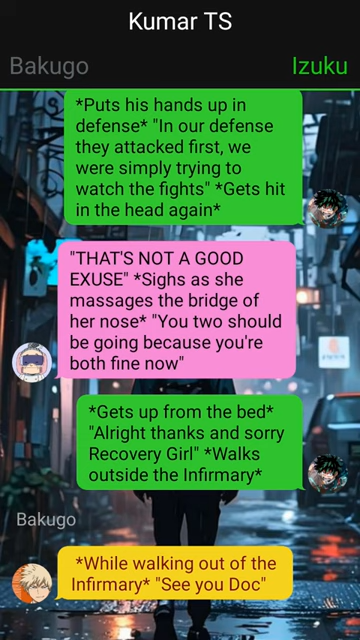 Kumar TS
Bakugo Izuku
*Puts his hands up in
defense* "In our defense
they attacked first, we
were simply trying to
watch the fights" *Gets hit
in the head again*
"THAT'S NOT A GOOD
EXUSE" *Sighs as she
massages the bridge of
her nose* "You two should
be going because you're
both fine now"
*Gets up from the bed*
"Alright thanks and sorry
Recovery Girl" *Walks
outside the Infirmary*
Bakugo
*While walking out of the
Infirmary* "See you Doc"